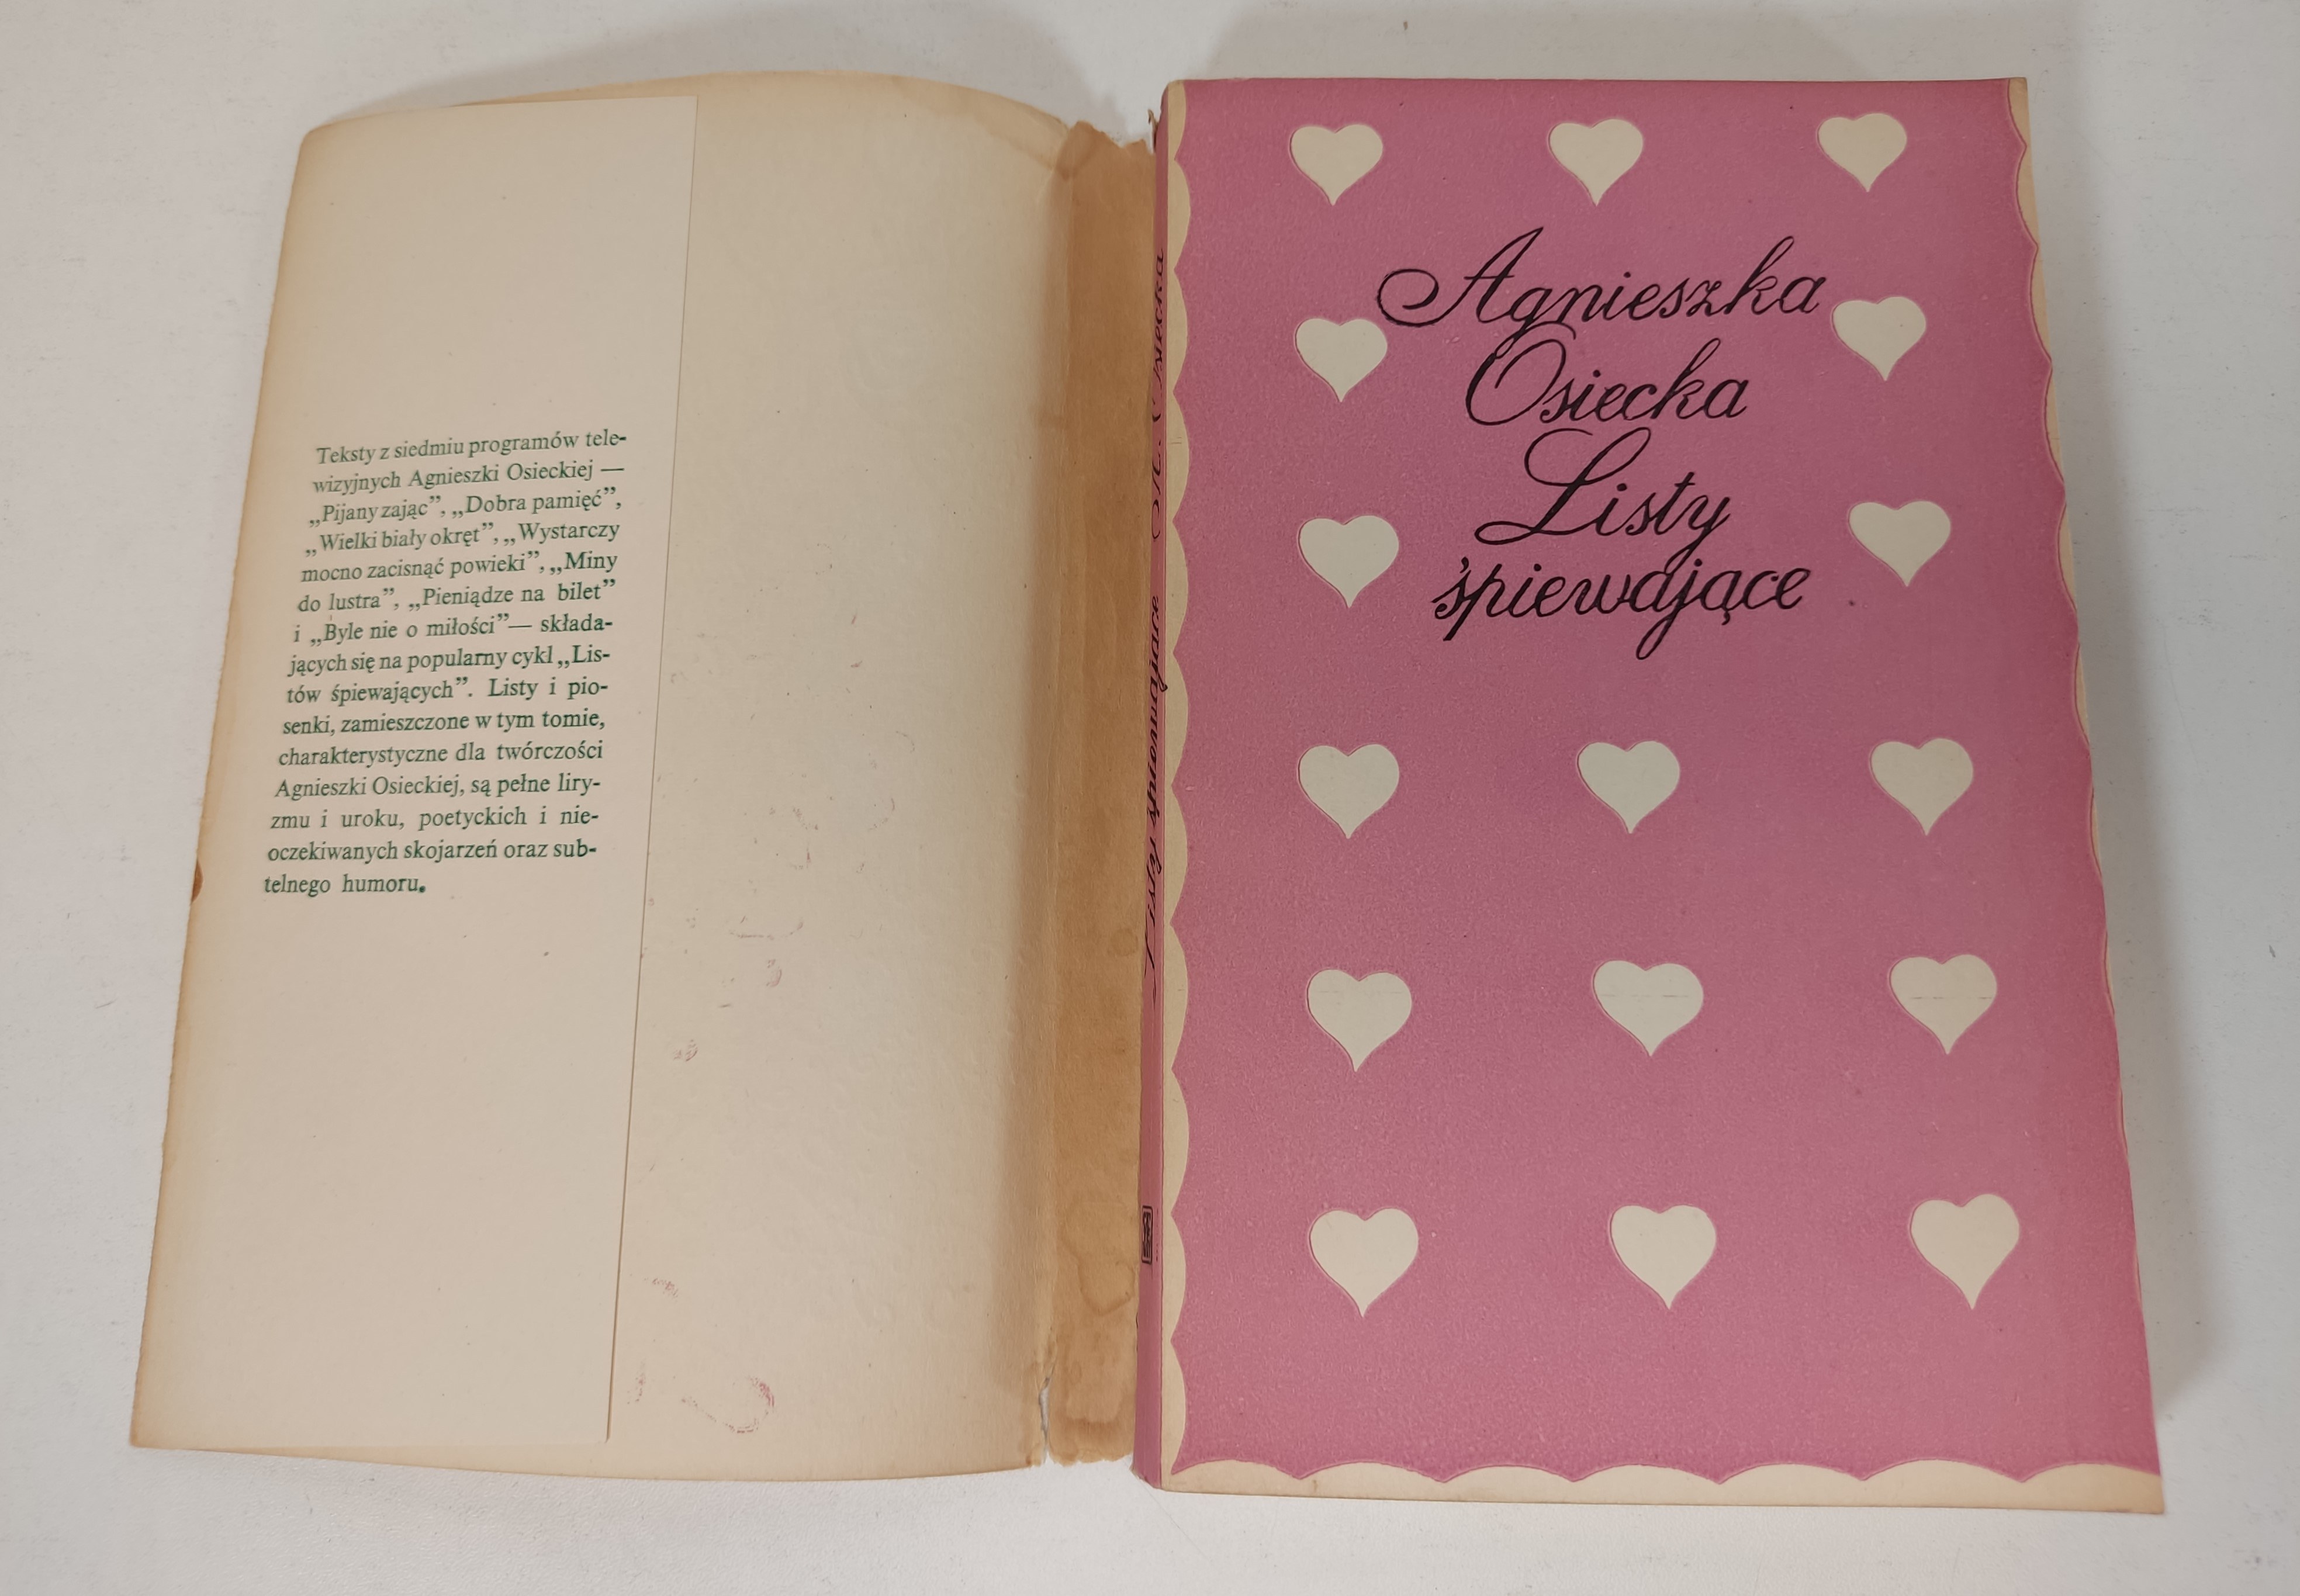 Teksty z siedmiu programów tele-
wizyjnych Agnieszki Osieckiej —
„Pijany zając”, „Dobra pamięć”,
„Wielki biały okręt”, „Wystarczy
mocno zacisnąć powieki”, „Miny
do lustra”, „Pieniądze na bilet”
i „Byle nie o miłości”— składa-
jących się na popularny cykl „Lis-
tów śpiewających”. Listy i pio-
senki, zamieszczone w tym tomie,
charakterystyczne dla twórczości
Agnieszki Osieckiej, są pełne liry-
zmu i uroku, poetyckich i nie-
oczekiwanych skojarzeń oraz sub-
telnego humoru.
Listy śpiewające Osiecka
Agnieszka
Osiecka
Listy
śpiewające